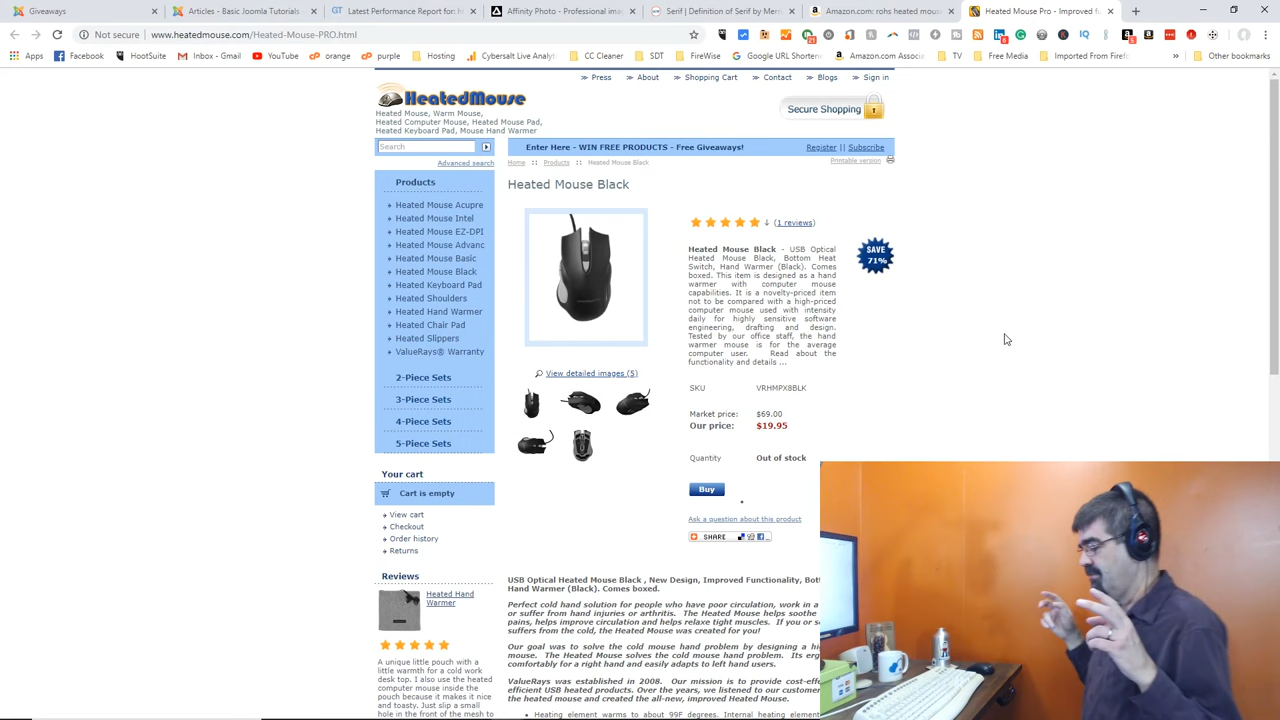 Giveaways
Articles - Basic Joomla Tutorials
Latest Performance Report for: h
Affinity Photo - Professional ima
Serif | Definition of Serif by Merr
Amazon.com: rohs heated mouse
Heated Mouse Pro - Improved fu
Not secure
www.heatedmouse.com/Heated-Mouse-PRO.html
Apps
Facebook
HootSuite
Inbox - Gmail
orange
purple
Hosting
Cybersalt Live Analy
CC Cleaner
SDT
FireWise
Google URL Shortene
Amazon.com Associa
TV
Free Media
Imported From Firef
Other bookmarks
Press
About
Shopping Cart
Contact
Blogs
Sign in
HeatedMouse
Heated Mouse, Warm Mouse,
Heated Computer Mouse, Heated Mouse Pad,
Heated Keyboard Pad, Mouse Hand Warmer
Secure Shopping
Search
Advanced search
Enter Here - WIN FREE PRODUCTS - Free Giveaways!
Register || Subscribe
Home :: Products :: Heated Mouse Black
Printable version
Products
Heated Mouse Acupre
Heated Mouse Intel
Heated Mouse EZ-DPI
Heated Mouse Advanc
Heated Mouse Basic
Heated Mouse Black
Heated Keyboard Pad
Heated Shoulders
Heated Hand Warmer
Heated Chair Pad
Heated Slippers
ValueRays® Warranty
2-Piece Sets
3-Piece Sets
4-Piece Sets
5-Piece Sets
Your cart
Cart is empty
View cart
Checkout
Order history
Returns
Reviews
Heated Hand
Warmer
A unique little pouch with a
little warmth for a cold work
desk top. I also use the heated
computer mouse inside the
pouch because it makes it nice
and toasty. Just slip a small
hole in the front of the mesh to
Heated Mouse Black
View detailed images (5)
(1 reviews)
Heated Mouse Black - USB Optical
Heated Mouse Black, Bottom Heat
Switch, Hand Warmer (Black). Comes
boxed. This item is designed as a hand
warmer with computer mouse
capabilities. It is a novelty-priced item
not to be compared with a high-priced
computer mouse used with intensity
daily for highly sensitive software
engineering, drafting and design.
Tested by our office staff, the hand
warmer mouse is for the average
computer user. Read about the
functionality and details ...
SAVE
71%
SKU VRHMPX8BLK
Market price: $69.00
Our price: $19.95
Quantity Out of stock
Buy
Ask a question about this product
SHARE
USB Optical Heated Mouse Black , New Design, Improved Functionality, Bot
Hand Warmer (Black). Comes boxed.
Perfect cold hand solution for people who have poor circulation, work in a
or suffer from hand injuries or arthritis. The Heated Mouse helps soothe
pains, helps improve circulation and helps relaxe tight muscles. If you or s
suffers from the cold, the Heated Mouse was created for you!
Our goal was to solve the cold mouse hand problem by designing a hi
mouse. The Heated Mouse solves the cold mouse hand problem. Its erg
comfortably for a right hand and easily adapts to left hand users.
ValueRays was established in 2008. Our mission is to provide cost-eff
efficient USB heated products. Over the years, we listened to our custome
the heated mouse and created the all-new, improved Heated Mouse.
Heating element warms to about 99F degrees. Internal heating element